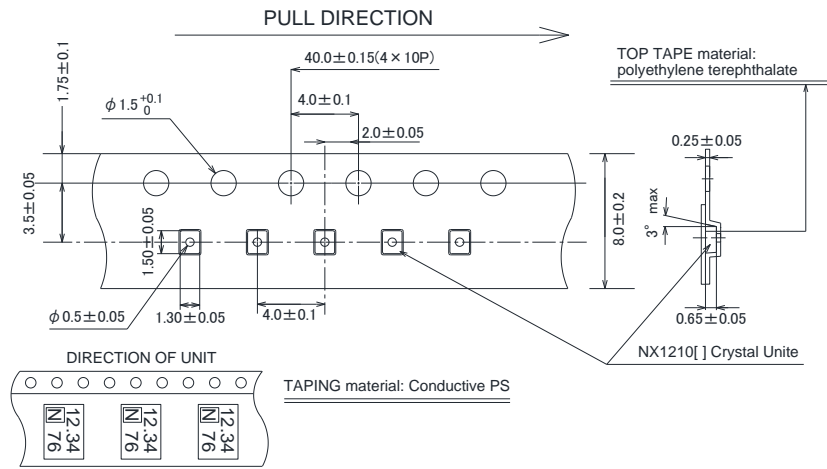 PULL DIRECTION
40.0±0.15(4×10P)
TOP TAPE material:
polyethylene terephthalate
1.75±0.1
φ1.5 +0.1 0
4.0±0.1
2.0±0.05
0.25±0.05
3.5±0.05
1.50±0.05
8.0±0.2
3° max
φ0.5±0.05
1.30±0.05
4.0±0.1
0.65±0.05
NX1210[ ] Crystal Unite
DIRECTION OF UNIT
TAPING material: Conductive PS
12.34
N 76
12.34
N 76
12.34
N 76